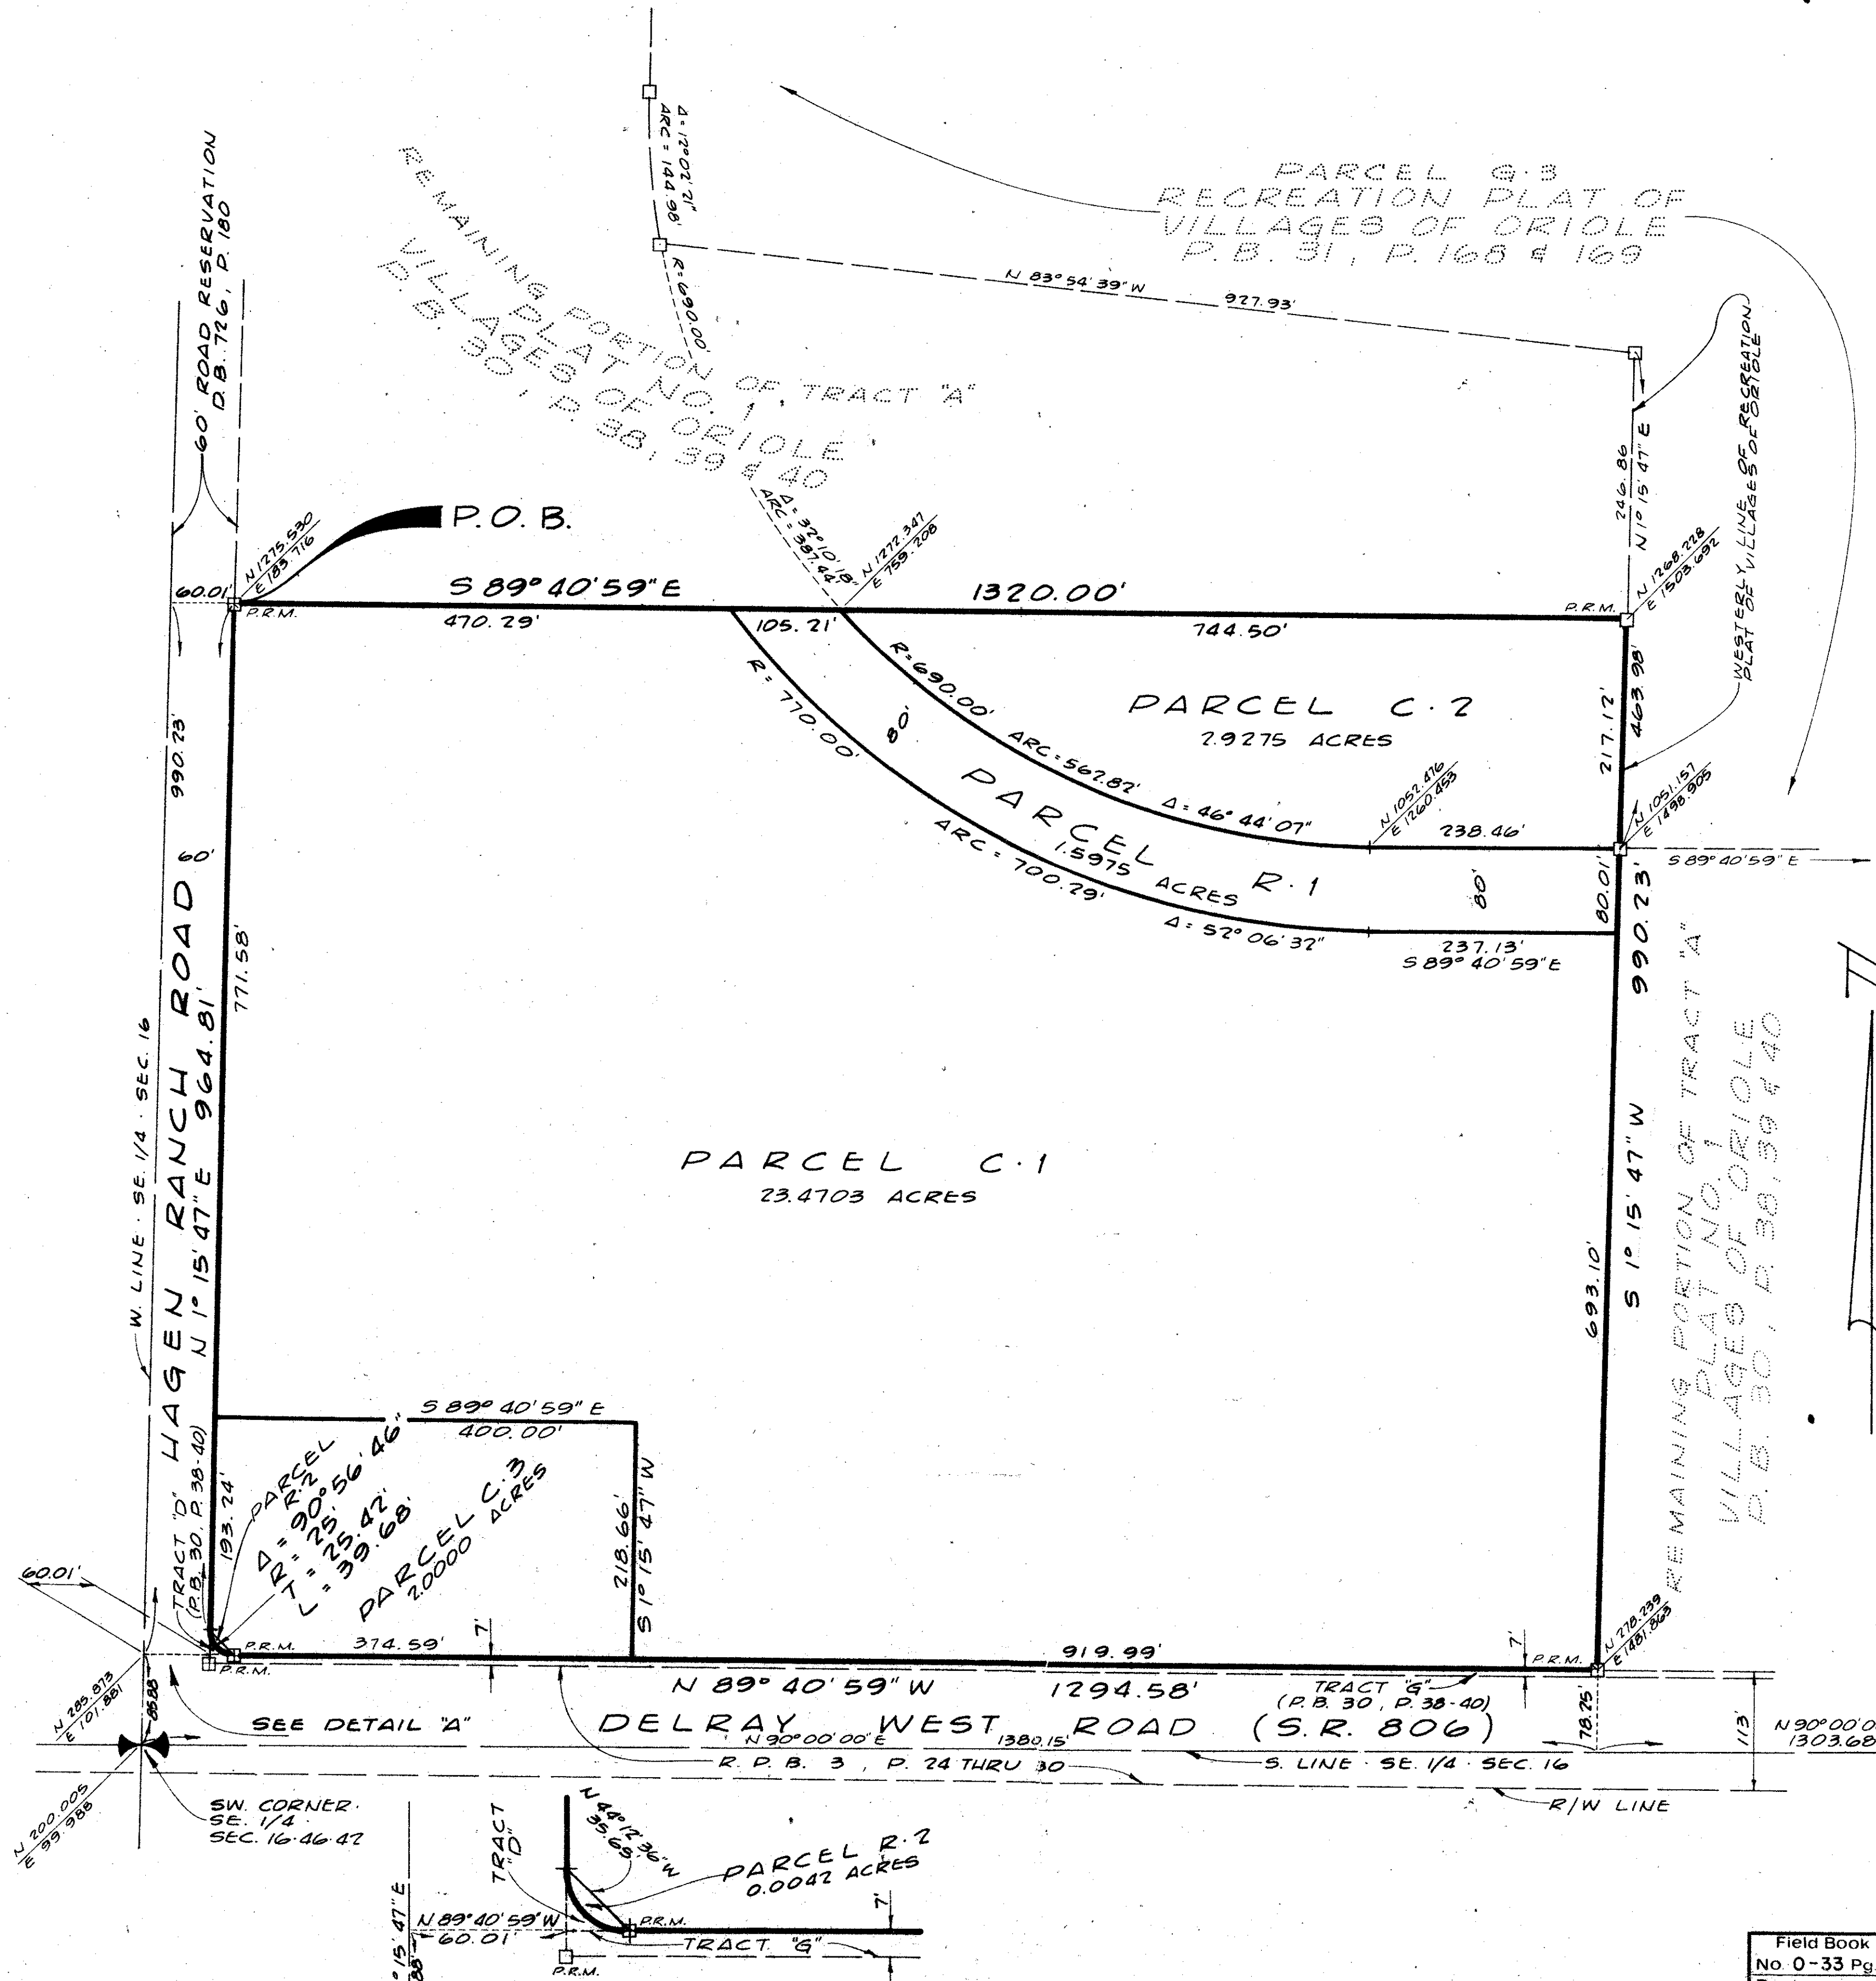 Δ = 12° 02' 21"
ARC = 144.98'
R = 690.00'
PARCEL G·3
RECREATION PLAT OF
VILLAGES OF ORIOLE
P.B. 31, P. 168 & 169
60' ROAD RESERVATION
D.B. 726, P. 180
REMAINING PORTION OF TRACT "A"
PLAT NO. 1
VILLAGES OF ORIOLE
P.B. 30, P. 38, 39 & 40
N 83° 54' 39" W 927.93'
WESTERLY LINE OF RECREATION
PLAT OF VILLAGES OF ORIOLE
246.86
N 1° 15' 47" E
P.O.B.
N 1275.530
E 183.716
Δ = 32° 10' 18"
ARC = 387.44'
N 1272.347
E 759.208
N 1268.228
E 1503.692
60.01'
P.R.M.
S 89° 40' 59" E 1320.00'
470.29'
105.21'
744.50'
P.R.M.
R = 690.00'
ARC = 562.82'
Δ = 46° 44' 07"
PARCEL C·2
2.9275 ACRES
217.12'
463.98'
R = 770.00'
80'
PARCEL R·1
1.5975 ACRES
ARC = 700.29'
Δ = 52° 06' 32"
N 1052.476
E 1260.453
238.46'
N 1051.157
E 1498.905
S 89° 40' 59" E
80'
80.01'
237.13'
S 89° 40' 59" E
990.23'
60'
HAGEN RANCH ROAD
N 1° 15' 47" E 964.81'
771.58'
W. LINE · SE. 1/4 · SEC. 16
PARCEL C·1
23.4703 ACRES
990.23'
S 1° 15' 47" W
693.10'
REMAINING PORTION OF TRACT "A"
PLAT NO. 1
VILLAGES OF ORIOLE
P.B. 30, P. 38, 39 & 40
S 89° 40' 59" E
400.00'
TRACT "D"
(P.B. 30, P. 38-40)
193.24'
PARCEL
R·2
Δ = 90° 56' 46"
R = 25'
T = 25.42'
L = 39.68'
PARCEL C·3
2.0000 ACRES
218.66'
S 1° 15' 47" W
60.01'
P.R.M.
P.R.M.
374.59'
7'
919.99'
7'
P.R.M.
N 278.239
E 1481.863
N 89° 40' 59" W 1294.58'
TRACT "G"
(P.B. 30, P. 38-40)
N 285.873
E 101.881
85.88
SEE DETAIL "A"
DELRAY WEST ROAD (S.R. 806)
78.25'
113'
N 90° 00' 00" E 1380.15'
N 90° 00' 0
1303.68
R.P.B. 3, P. 24 THRU 30
S. LINE · SE. 1/4 · SEC. 16
R/W LINE
N 200.005
E 99.988
SW. CORNER·
SE. 1/4 ·
SEC. 16·46·42
TRACT
"D"
N 44° 12' 36" W
35.65'
PARCEL R·2
0.0042 ACRES
7'
N 89° 40' 59" W
60.01'
P.R.M.
TRACT "G"
P.R.M.
° 15' 47" E
88'
Field Book
No. 0-33 Pg